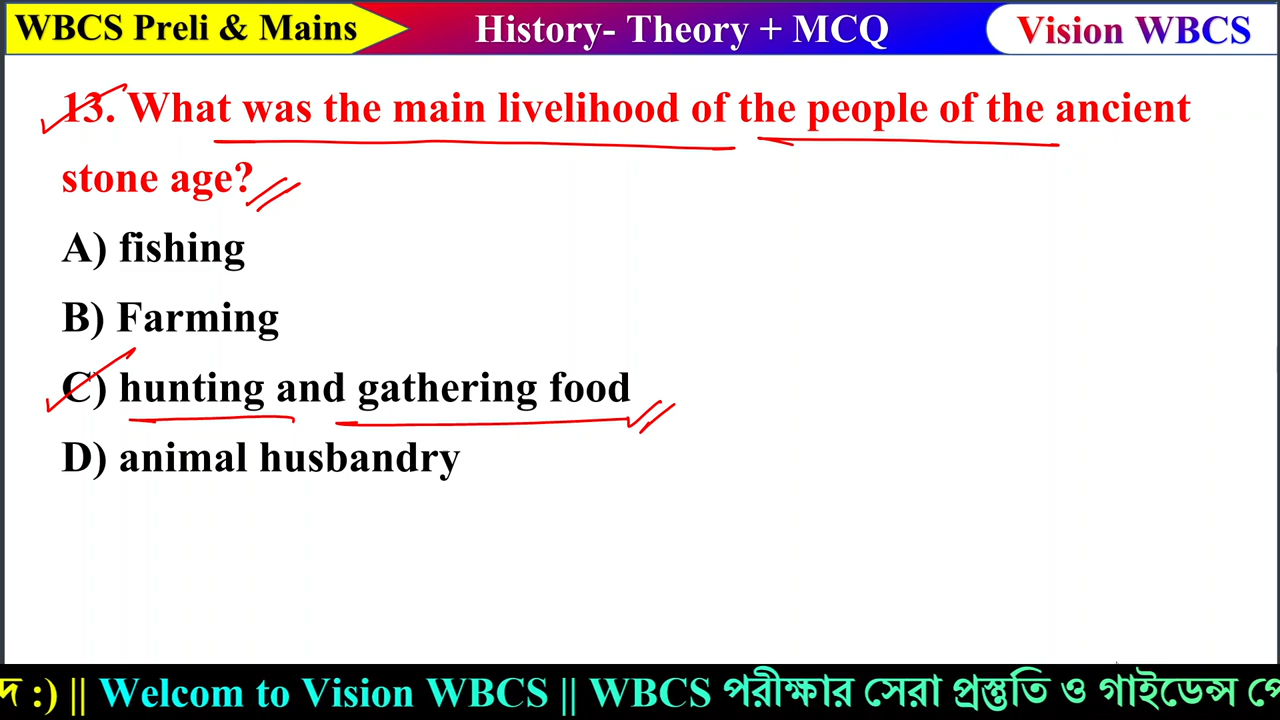 WBCS Preli & Mains
History- Theory + MCQ
Vision WBCS
13. What was the main livelihood of the people of the ancient
stone age?
A) fishing
B) Farming
C) hunting and gathering food
D) animal husbandry
:) || Welcom to Vision WBCS || WBCS পরীক্ষার সেরা প্রস্তুতি ও গাইডেন্স